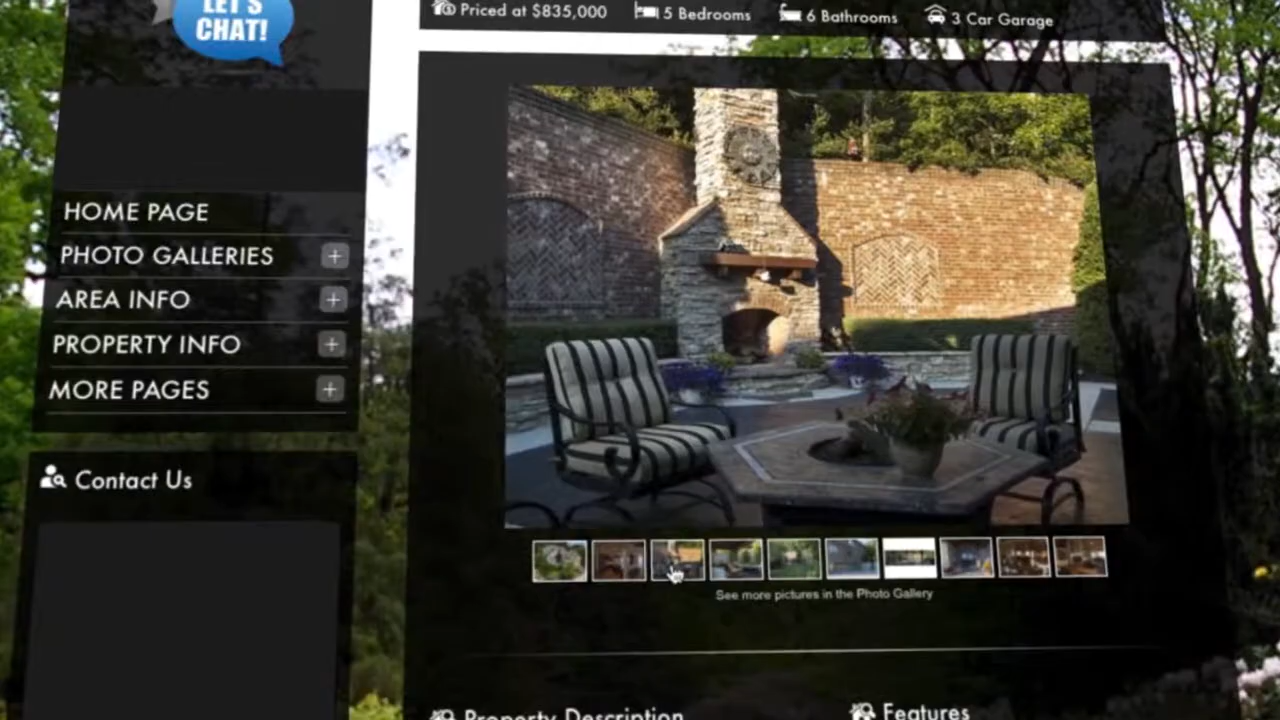 LET'S
CHAT!
Priced at $835,000
5 Bedrooms
6 Bathrooms
3 Car Garage
HOME PAGE
PHOTO GALLERIES
AREA INFO
PROPERTY INFO
MORE PAGES
Contact Us
See more pictures in the Photo Gallery
Property Description
Features